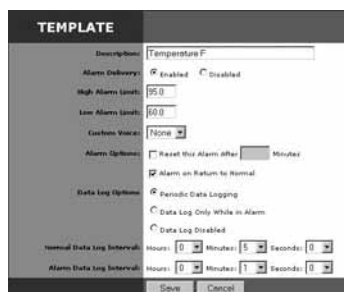 TEMPLATE
Description: Temperature F
Alarm Delivery: Enabled Disabled
High Alarm Limit: 95.0
Low Alarm Limit: 60.0
Custom Voice: None
Alarm Options: Reset this Alarm After Minutes
Alarm on Return to Normal
Data Log Options Periodic Data Logging
Data Log Only While in Alarm
Data Log Disabled
Normal Data Log Interval: Hours: 0 Minutes: 5 Seconds: 0
Alarm Data Log Interval: Hours: 0 Minutes: 1 Seconds: 0
Save Cancel